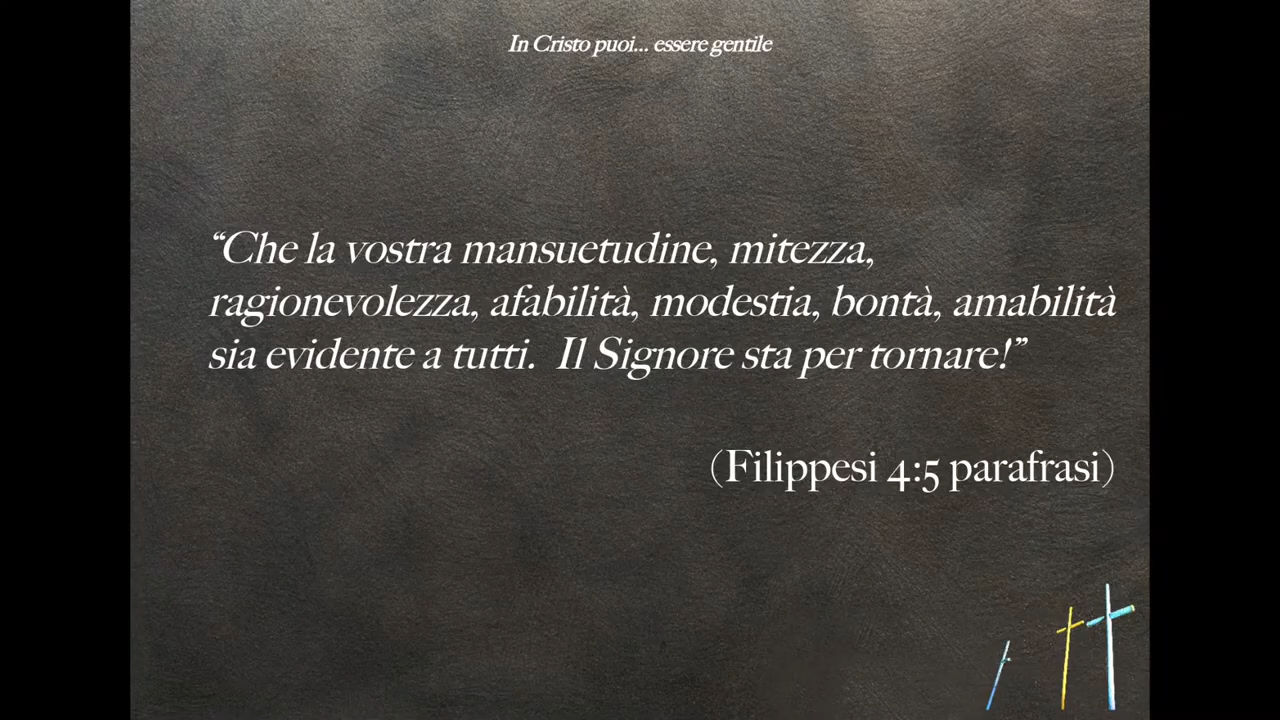 In Cristo puoi... essere gentile
“Che la vostra mansuetudine, mitezza,
ragionevolezza, afabilità, modestia, bontà, amabilità
sia evidente a tutti.  Il Signore sta per tornare!”
(Filippesi 4:5 parafrasi)